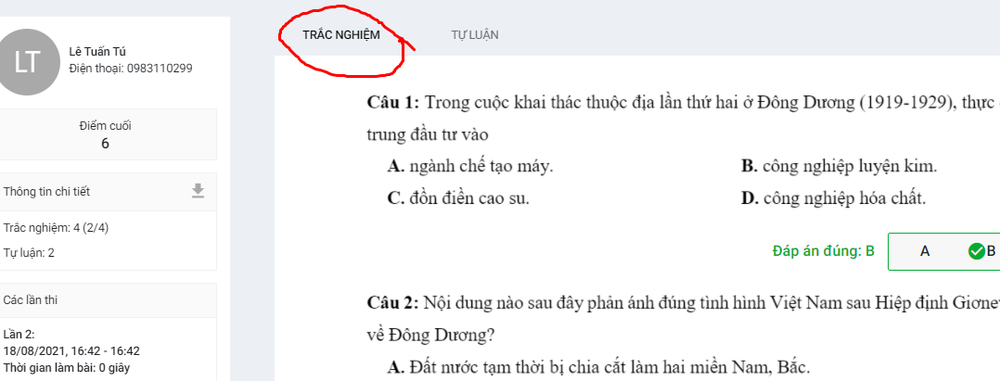 TRẮC NGHIỆM
TỰ LUẬN
LT
Lê Tuấn Tú
Điện thoại: 0983110299
Điểm cuối
6
Thông tin chi tiết
Trắc nghiệm: 4 (2/4)
Tự luận: 2
Các lần thi
Lần 2:
18/08/2021, 16:42 - 16:42
Thời gian làm bài: 0 giây
Câu 1: Trong cuộc khai thác thuộc địa lần thứ hai ở Đông Dương (1919-1929), thực
trung đầu tư vào
A. ngành chế tạo máy.
B. công nghiệp luyện kim.
C. đồn điền cao su.
D. công nghiệp hóa chất.
Đáp án đúng: B
A
B
Câu 2: Nội dung nào sau đây phản ánh đúng tình hình Việt Nam sau Hiệp định Giơne
về Đông Dương?
A. Đất nước tạm thời bị chia cắt làm hai miền Nam, Bắc.